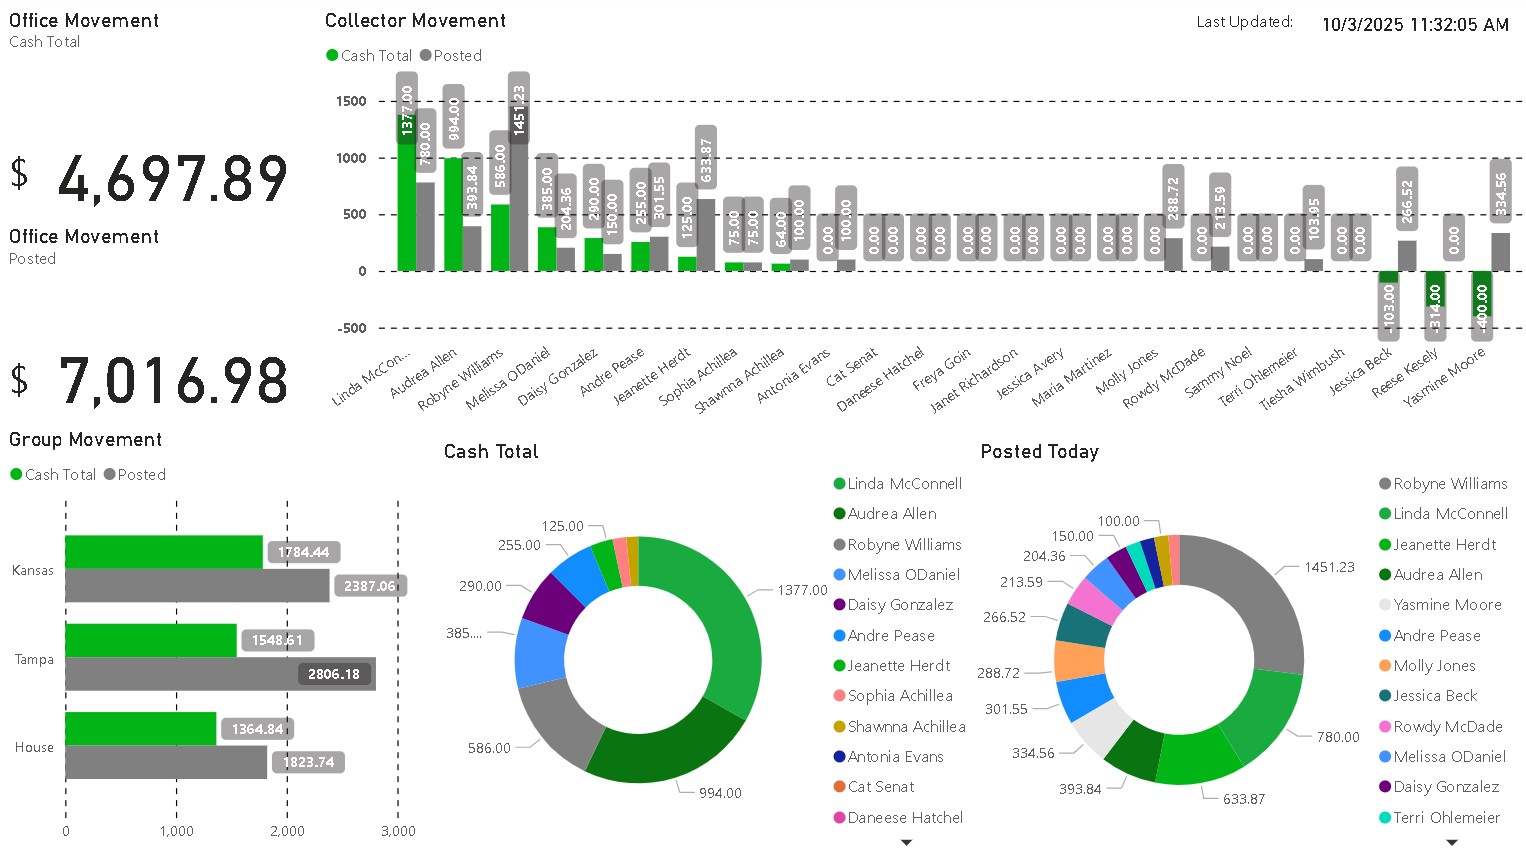 Office Movement
Cash Total
$ 4,697.89
Office Movement
Posted
$ 7,016.98
Collector Movement
Last Updated: 10/3/2025 11:32:05 AM
Cash Total Posted
1500
1000
500
0
-500
1377.00 780.00 994.00 393.84 586.00 1451.23 385.00 204.36 290.00 150.00 255.00 301.55 125.00 633.87 75.00 75.00 64.00 100.00 0.00 100.00 0.00 0.00 0.00 0.00 0.00 0.00 0.00 0.00 0.00 0.00 0.00 0.00 0.00 288.72 0.00 213.59 0.00 0.00 0.00 103.95 0.00 0.00 -103.00 266.52 -314.00 0.00 -400.00 334.56
Linda McCon...
Audrea Allen
Robyne Williams
Melissa ODaniel
Daisy Gonzalez
Andre Pease
Jeanette Herdt
Sophia Achillea
Shawnna Achillea
Antonia Evans
Cat Senat
Daneese Hatchel
Freya Goin
Janet Richardson
Jessica Avery
Maria Martinez
Molly Jones
Rowdy McDade
Sammy Noel
Terri Ohlemeier
Tiesha Wimbush
Jessica Beck
Reese Kesely
Yasmine Moore
Group Movement
Cash Total Posted
Kansas
1784.44
2387.06
Tampa
1548.61
2806.18
House
1364.84
1823.74
0 1,000 2,000 3,000
Cash Total
125.00
255.00
290.00
385....
586.00
994.00
1377.00
Linda McConnell
Audrea Allen
Robyne Williams
Melissa ODaniel
Daisy Gonzalez
Andre Pease
Jeanette Herdt
Sophia Achillea
Shawnna Achillea
Antonia Evans
Cat Senat
Daneese Hatchel
Posted Today
100.00
150.00
204.36
213.59
266.52
288.72
301.55
334.56
393.84
633.87
780.00
1451.23
Robyne Williams
Linda McConnell
Jeanette Herdt
Audrea Allen
Yasmine Moore
Andre Pease
Molly Jones
Jessica Beck
Rowdy McDade
Melissa ODaniel
Daisy Gonzalez
Terri Ohlemeier